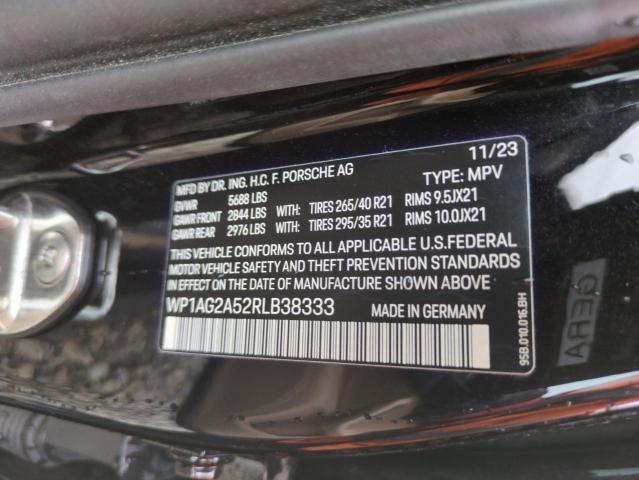 11/23
MFD BY DR. ING. H.C. F. PORSCHE AG
TYPE: MPV
GVWR 5688 LBS
GAWR FRONT 2844 LBS WITH: TIRES 265/40 R21 RIMS 9.5JX21
GAWR REAR 2976 LBS WITH: TIRES 295/35 R21 RIMS 10.0JX21
THIS VEHICLE CONFORMS TO ALL APPLICABLE U.S.FEDERAL
MOTOR VEHICLE SAFETY AND THEFT PREVENTION STANDARDS
IN EFFECT ON THE DATE OF MANUFACTURE SHOWN ABOVE
WP1AG2A52RLB38333 MADE IN GERMANY
95B.010.016.BH
GERA